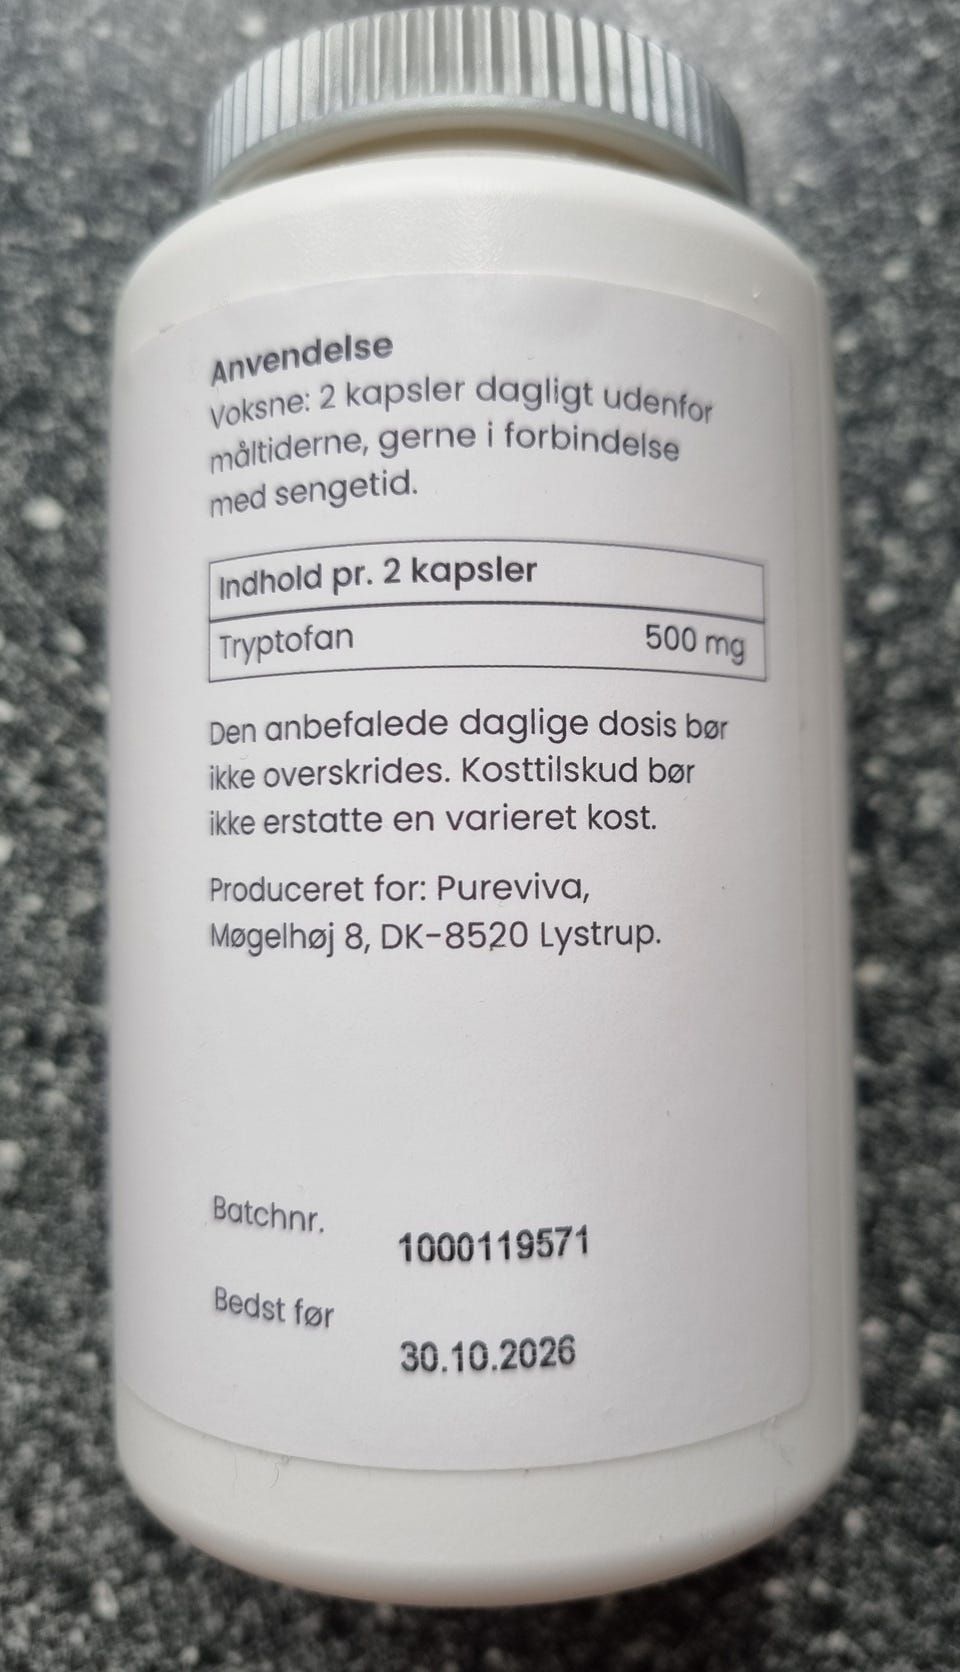 Anvendelse
Voksne: 2 kapsler dagligt udenfor
måltiderne, gerne i forbindelse
med sengetid.
Indhold pr. 2 kapsler
Tryptofan 500 mg
Den anbefalede daglige dosis bør
ikke overskrides. Kosttilskud bør
ikke erstatte en varieret kost.
Produceret for: Pureviva,
Møgelhøj 8, DK-8520 Lystrup.
Batchnr.
1000119571
Bedst før
30.10.2026